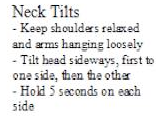 Neck Tilts
- Keep shoulders relaxed
and arms hanging loosely
- Tilt head sideways, first to
one side, then the other
- Hold 5 seconds on each
side